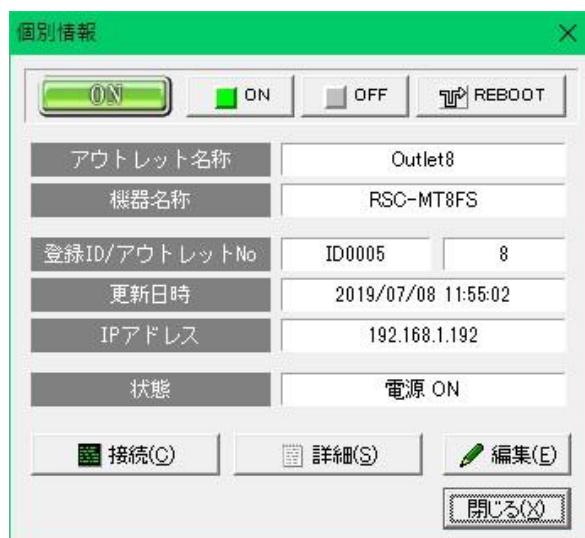 個別情報
ON ON OFF REBOOT
アウトレット名称 Outlet8
機器名称 RSC-MT8FS
登録ID/アウトレットNo ID0005 8
更新日時 2019/07/08 11:55:02
IPアドレス 192.168.1.192
状態 電源 ON
接続(C) 詳細(S) 編集(E)
閉じる(X)